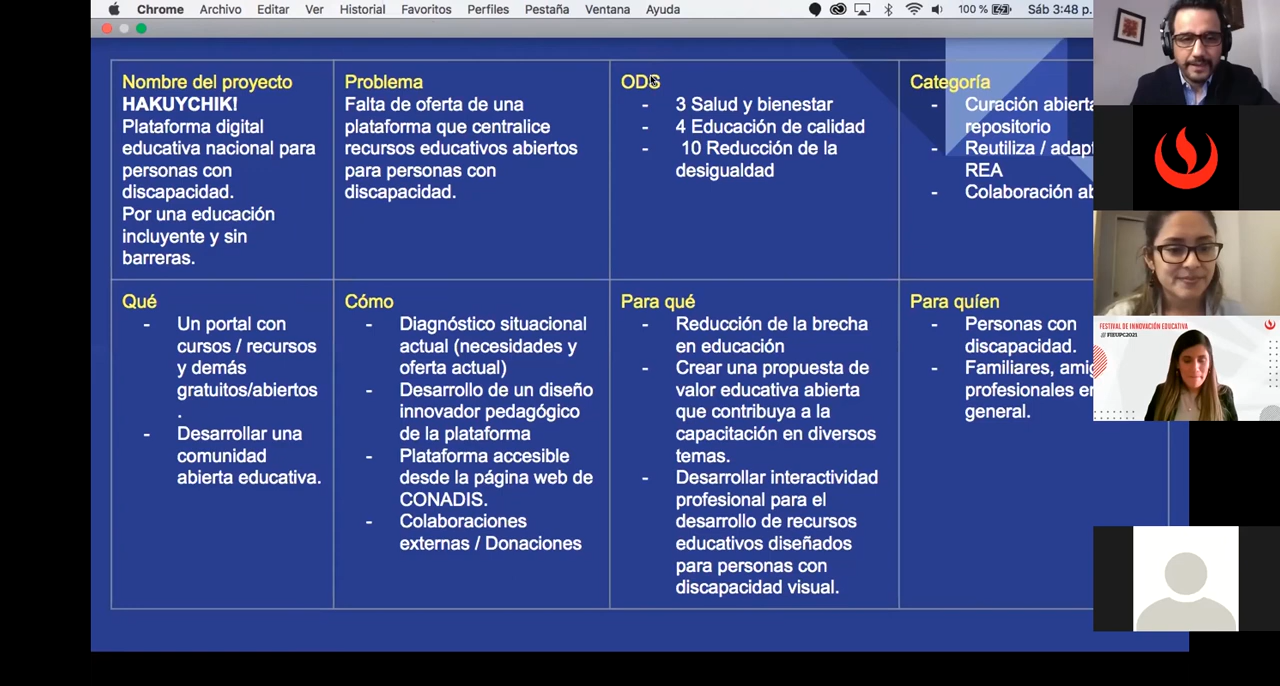 Chrome Archivo Editar Ver Historial Favoritos Perfiles Pestaña Ventana Ayuda 100 % Sáb 3:48 p.
Nombre del proyecto
HAKUYCHIK!
Plataforma digital
educativa nacional para
personas con
discapacidad.
Por una educación
incluyente y sin
barreras.
Problema
Falta de oferta de una
plataforma que centralice
recursos educativos abiertos
para personas con
discapacidad.
ODS
- 3 Salud y bienestar
- 4 Educación de calidad
- 10 Reducción de la
desigualdad
Categoría
- Curación abierta
repositorio
- Reutiliza / adap
REA
- Colaboración ab
Qué
- Un portal con
cursos / recursos
y demás
gratuitos/abiertos
.
- Desarrollar una
comunidad
abierta educativa.
Cómo
- Diagnóstico situacional
actual (necesidades y
oferta actual)
- Desarrollo de un diseño
innovador pedagógico
de la plataforma
- Plataforma accesible
desde la página web de
CONADIS.
- Colaboraciones
externas / Donaciones
Para qué
- Reducción de la brecha
en educación
- Crear una propuesta de
valor educativa abierta
que contribuya a la
capacitación en diversos
temas.
- Desarrollar interactividad
profesional para el
desarrollo de recursos
educativos diseñados
para personas con
discapacidad visual.
Para quíen
- Personas con
discapacidad.
- Familiares, amig
profesionales en
general.
FESTIVAL DE INNOVACIÓN EDUCATIVA
// FIEUPC2021